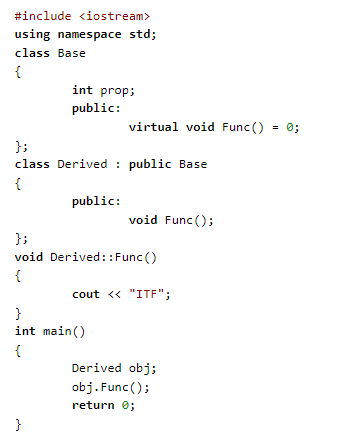 #include <iostream>
using namespace std;
class Base
{
        int prop;
        public:
                virtual void Func() = 0;
};
class Derived : public Base
{
        public:
                void Func();
};
void Derived::Func()
{
        cout << "ITF";
}
int main()
{
        Derived obj;
        obj.Func();
        return 0;
}